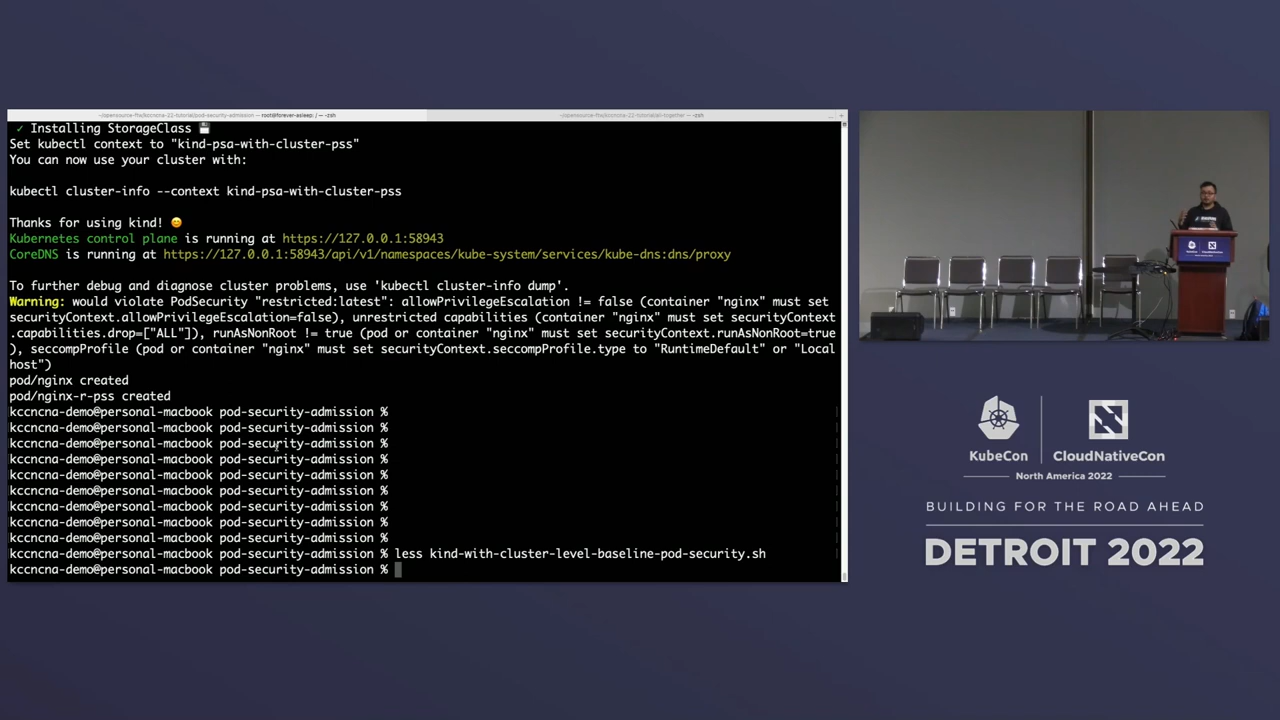 ✓ Installing StorageClass 💾
Set kubectl context to "kind-psa-with-cluster-pss"
You can now use your cluster with:
kubectl cluster-info --context kind-psa-with-cluster-pss
Thanks for using kind! 😊
Kubernetes control plane is running at https://127.0.0.1:58943
CoreDNS is running at https://127.0.0.1:58943/api/v1/namespaces/kube-system/services/kube-dns:dns/proxy
To further debug and diagnose cluster problems, use 'kubectl cluster-info dump'.
Warning: would violate PodSecurity "restricted:latest": allowPrivilegeEscalation != false (container "nginx" must set
securityContext.allowPrivilegeEscalation=false), unrestricted capabilities (container "nginx" must set securityContext
.capabilities.drop=["ALL"]), runAsNonRoot != true (pod or container "nginx" must set securityContext.runAsNonRoot=true
), seccompProfile (pod or container "nginx" must set securityContext.seccompProfile.type to "RuntimeDefault" or "Local
host")
pod/nginx created
pod/nginx-r-pss created
kccncna-demo@personal-macbook pod-security-admission %
kccncna-demo@personal-macbook pod-security-admission %
kccncna-demo@personal-macbook pod-security-admission %
kccncna-demo@personal-macbook pod-security-admission %
kccncna-demo@personal-macbook pod-security-admission %
kccncna-demo@personal-macbook pod-security-admission %
kccncna-demo@personal-macbook pod-security-admission %
kccncna-demo@personal-macbook pod-security-admission %
kccncna-demo@personal-macbook pod-security-admission %
kccncna-demo@personal-macbook pod-security-admission % less kind-with-cluster-level-baseline-pod-security.sh
kccncna-demo@personal-macbook pod-security-admission %
KubeCon
CloudNativeCon
North America 2022
BUILDING FOR THE ROAD AHEAD
DETROIT 2022